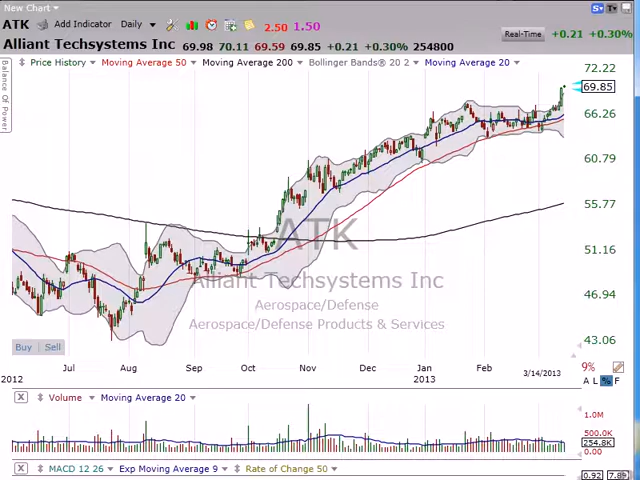 New Chart
S T
ATK Add Indicator Daily 2.50 1.50
Real-Time +0.21 +0.30%
Alliant Techsystems Inc 69.98 70.11 69.59 69.85 +0.21 +0.30% 254800
Price History Moving Average 50 Moving Average 200 Bollinger Bands® 20 2 Moving Average 20
Balance Of Power
72.22
69.85
66.26
60.79
55.77
51.16
46.94
43.06
ATK
Alliant Techsystems Inc
Aerospace/Defense
Aerospace/Defense Products & Services
Buy Sell
Jul Aug Sep Oct Nov Dec Jan Feb 3/14/2013
2012 2013
9%
A L % F
X Volume Moving Average 20
1.0M
500.0K
254.8K
X MACD 12 26 Exp Moving Average 9 Rate of Change 50
0.92 7.89